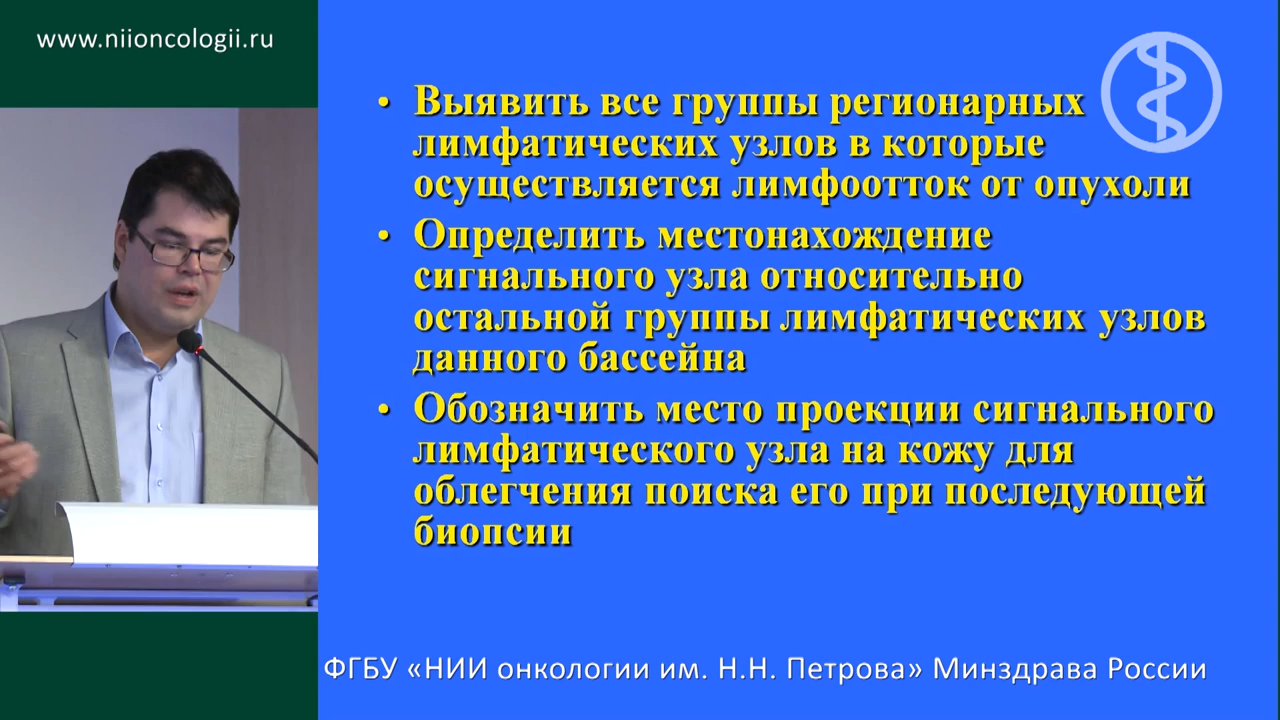 www.niioncologii.ru
• Выявить все группы регионарных
лимфатических узлов в которые
осуществляется лимфоотток от опухоли
• Определить местонахождение
сигнального узла относительно
остальной группы лимфатических узлов
данного бассейна
• Обозначить место проекции сигнального
лимфатического узла на кожу для
облегчения поиска его при последующей
биопсии
ФГБУ «НИИ онкологии им. Н.Н. Петрова» Минздрава России